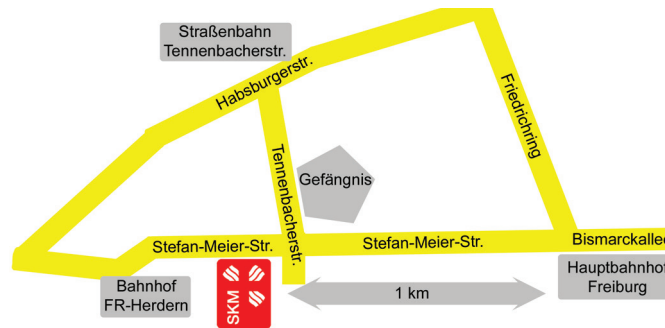 Straßenbahn
Tennenbacherstr.
Habsburgerstr.
Friedrichring
Tennenbacherstr.
Gefängnis
Stefan-Meier-Str.
Stefan-Meier-Str.
Bismarckallee
Bahnhof
FR-Herdern
SKM
1 km
Hauptbahnhof
Freiburg